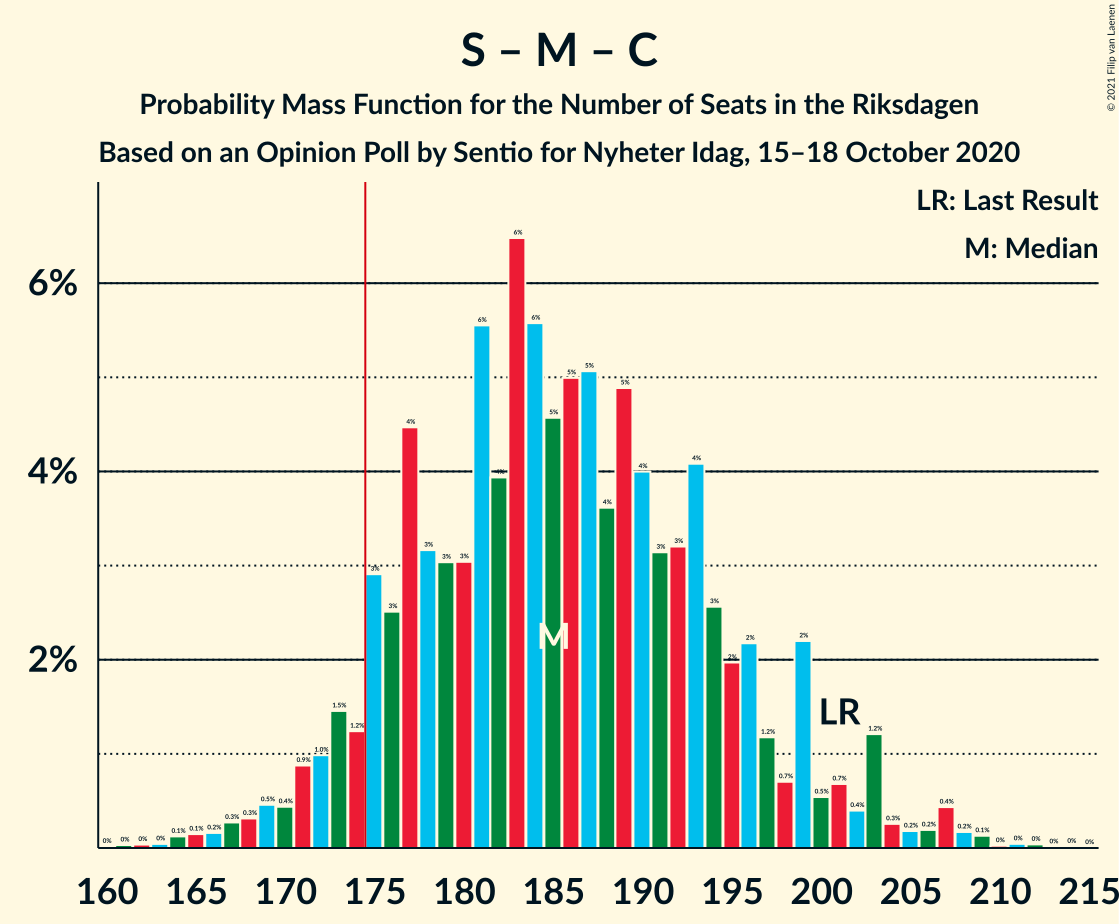 S – M – C
Probability Mass Function for the Number of Seats in the Riksdagen
Based on an Opinion Poll by Sentio for Nyheter Idag, 15–18 October 2020
© 2021 Filip van Laenen
LR: Last Result
M: Median
6%
4%
2%
0% 0% 0% 0% 0.1% 0.1% 0.2% 0.3% 0.3% 0.5% 0.4% 0.9% 1.0% 1.5% 1.2% 3% 3% 4% 3% 3% 3% 6% 4% 6% 6% 5% 5% 5% 4% 5% 4% 3% 3% 4% 3% 2% 2% 1.2% 0.7% 2% 0.5% 0.7% 0.4% 1.2% 0.3% 0.2% 0.2% 0.4% 0.2% 0.1% 0% 0% 0% 0% 0% 0%
M
LR
160 165 170 175 180 185 190 195 200 205 210 215